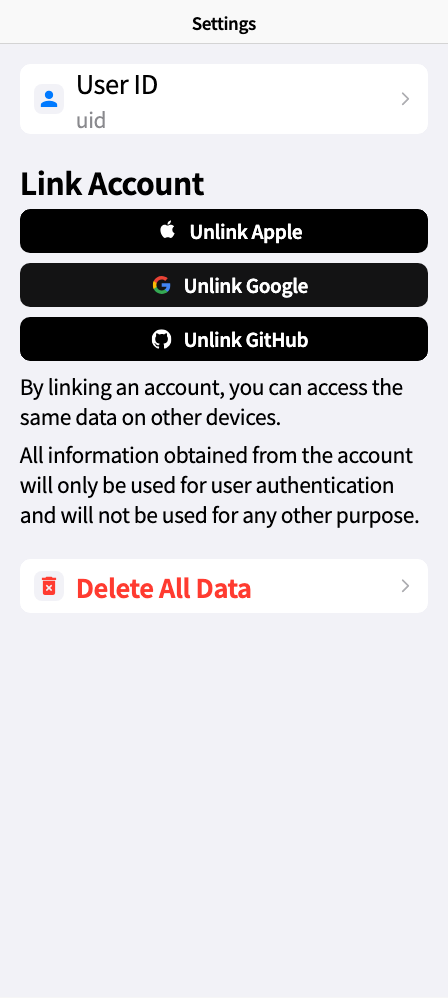 Settings
User ID
uid
Link Account
Unlink Apple
Unlink Google
Unlink GitHub
By linking an account, you can access the
same data on other devices.
All information obtained from the account
will only be used for user authentication
and will not be used for any other purpose.
Delete All Data